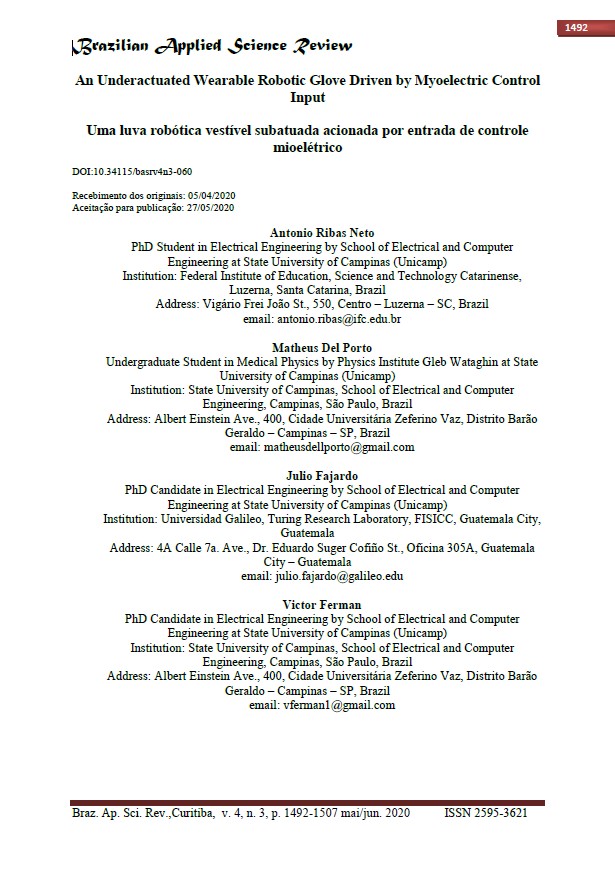 1492
Brazilian Applied Science Review
An Underactuated Wearable Robotic Glove Driven by Myoelectric Control
Input
Uma luva robótica vestível subatuada acionada por entrada de controle
mioelétrico
DOI:10.34115/basrv4n3-060
Recebimento dos originais: 05/04/2020
Aceitação para publicação: 27/05/2020
Antonio Ribas Neto
PhD Student in Electrical Engineering by School of Electrical and Computer
Engineering at State University of Campinas (Unicamp)
Institution: Federal Institute of Education, Science and Technology Catarinense,
Luzerna, Santa Catarina, Brazil
Address: Vigário Frei João St., 550, Centro – Luzerna – SC, Brazil
email: antonio.ribas@ifc.edu.br
Matheus Del Porto
Undergraduate Student in Medical Physics by Physics Institute Gleb Wataghin at State
University of Campinas (Unicamp)
Institution: State University of Campinas, School of Electrical and Computer
Engineering, Campinas, São Paulo, Brazil
Address: Albert Einstein Ave., 400, Cidade Universitária Zeferino Vaz, Distrito Barão
Geraldo – Campinas – SP, Brazil
email: matheusdellporto@gmail.com
Julio Fajardo
PhD Candidate in Electrical Engineering by School of Electrical and Computer
Engineering at State University of Campinas (Unicamp)
Institution: Universidad Galileo, Turing Research Laboratory, FISICC, Guatemala City,
Guatemala
Address: 4A Calle 7a. Ave., Dr. Eduardo Suger Cofiño St., Oficina 305A, Guatemala
City – Guatemala
email: julio.fajardo@galileo.edu
Victor Ferman
PhD Candidate in Electrical Engineering by School of Electrical and Computer
Engineering at State University of Campinas (Unicamp)
Institution: State University of Campinas, School of Electrical and Computer
Engineering, Campinas, São Paulo, Brazil
Address: Albert Einstein Ave., 400, Cidade Universitária Zeferino Vaz, Distrito Barão
Geraldo – Campinas – SP, Brazil
email: vferman1@gmail.com
Braz. Ap. Sci. Rev.,Curitiba, v. 4, n. 3, p. 1492-1507 mai/jun. 2020 ISSN 2595-3621